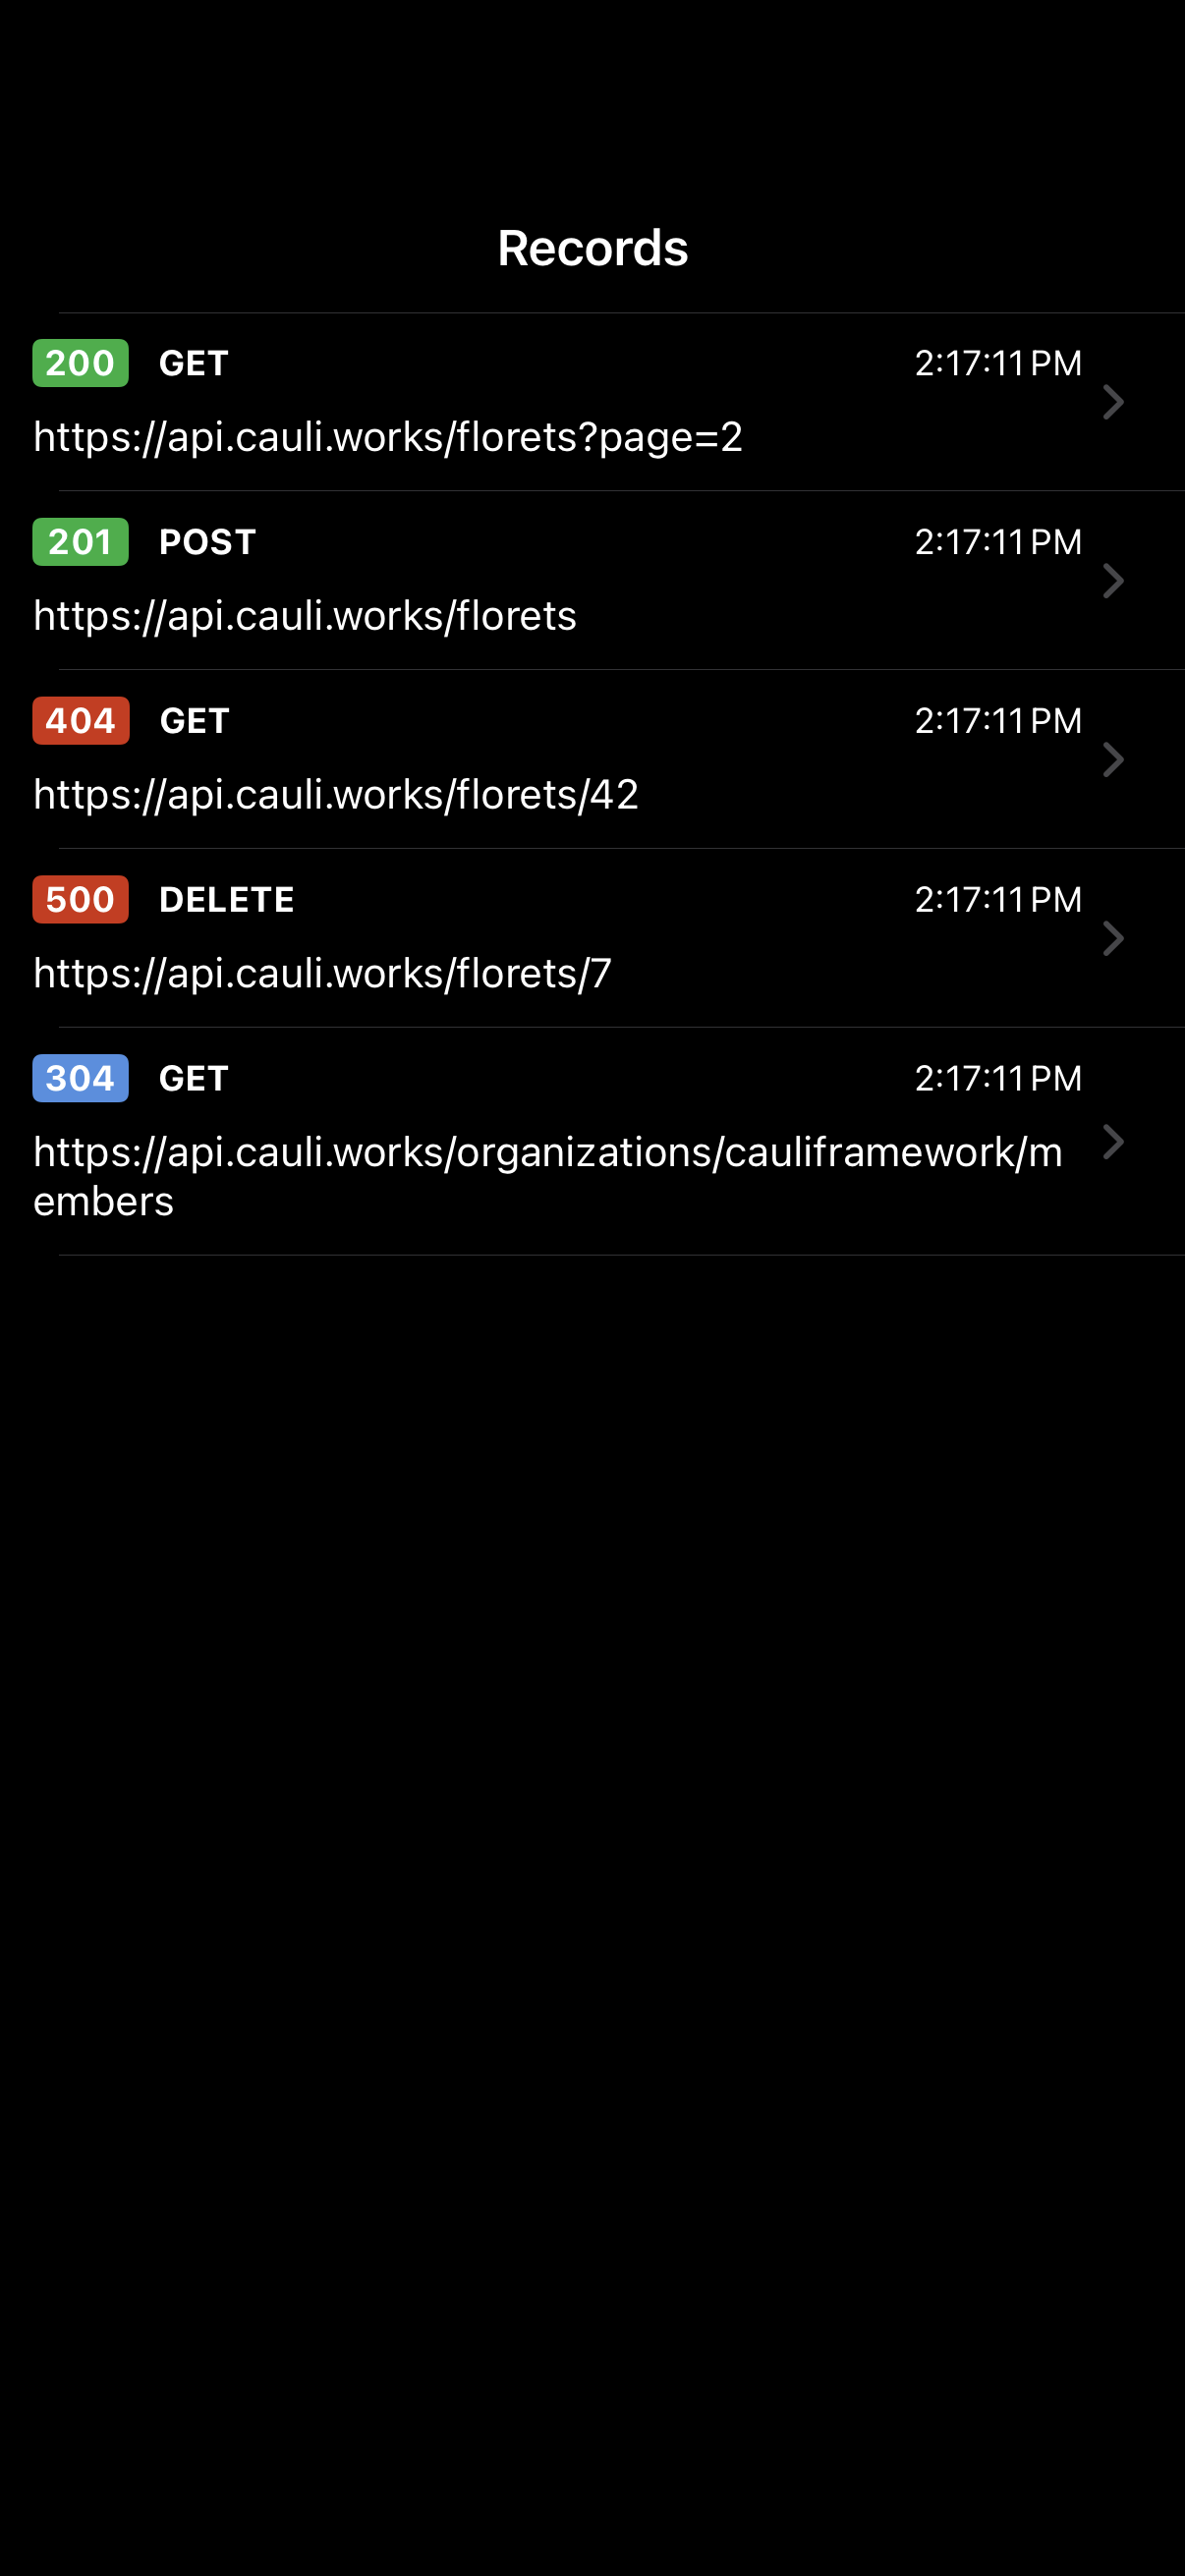 Records
200 GET 2:17:11 PM
https://api.cauli.works/florets?page=2
201 POST 2:17:11 PM
https://api.cauli.works/florets
404 GET 2:17:11 PM
https://api.cauli.works/florets/42
500 DELETE 2:17:11 PM
https://api.cauli.works/florets/7
304 GET 2:17:11 PM
https://api.cauli.works/organizations/cauliframework/m
embers